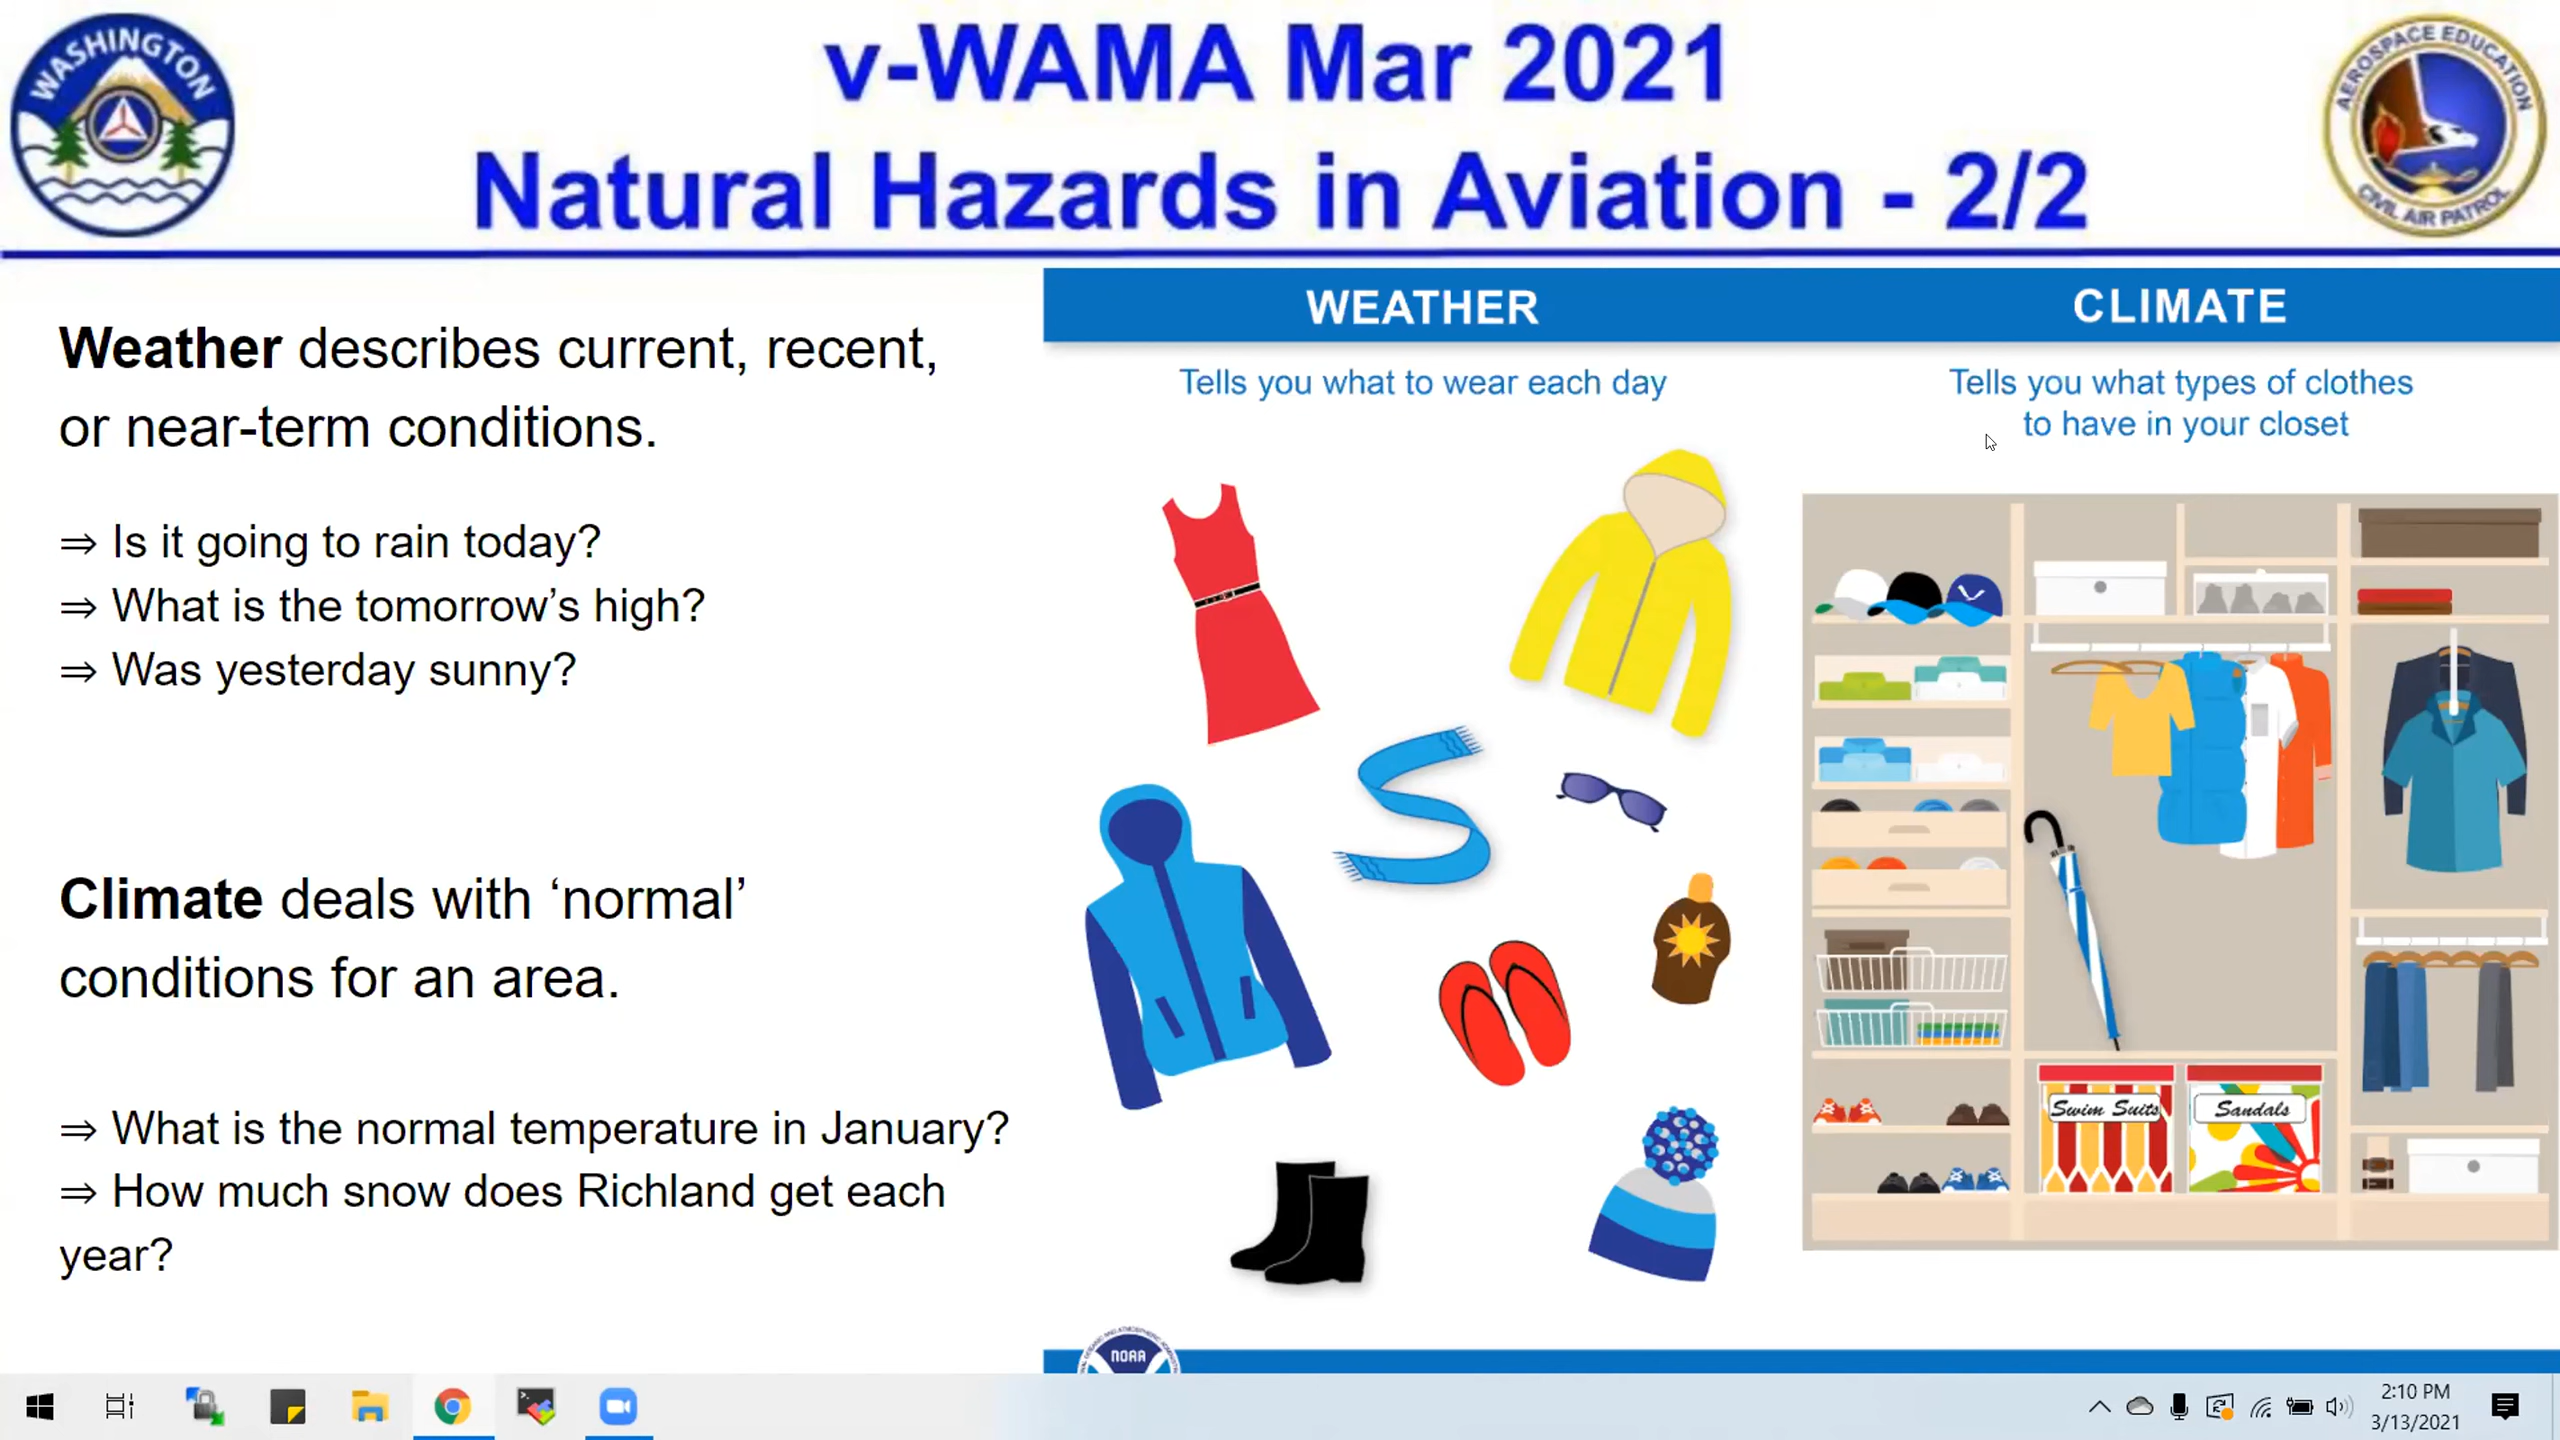 WASHINGTON
v-WAMA Mar 2021
Natural Hazards in Aviation - 2/2
AEROSPACE EDUCATION
CIVIL AIR PATROL
Weather describes current, recent,
or near-term conditions.
⇒ Is it going to rain today?
⇒ What is the tomorrow’s high?
⇒ Was yesterday sunny?
Climate deals with ‘normal’
conditions for an area.
⇒ What is the normal temperature in January?
⇒ How much snow does Richland get each
year?
WEATHER
Tells you what to wear each day
CLIMATE
Tells you what types of clothes
to have in your closet
Swim Suits
Sandals
NOAA
2:10 PM
3/13/2021